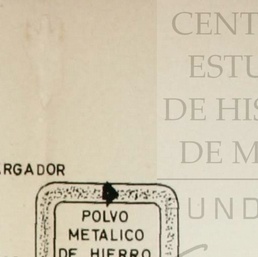 CENT
ESTU
DE HIS
DE M
UND
ARGADOR
POLVO
METALICO
DE HIERRO